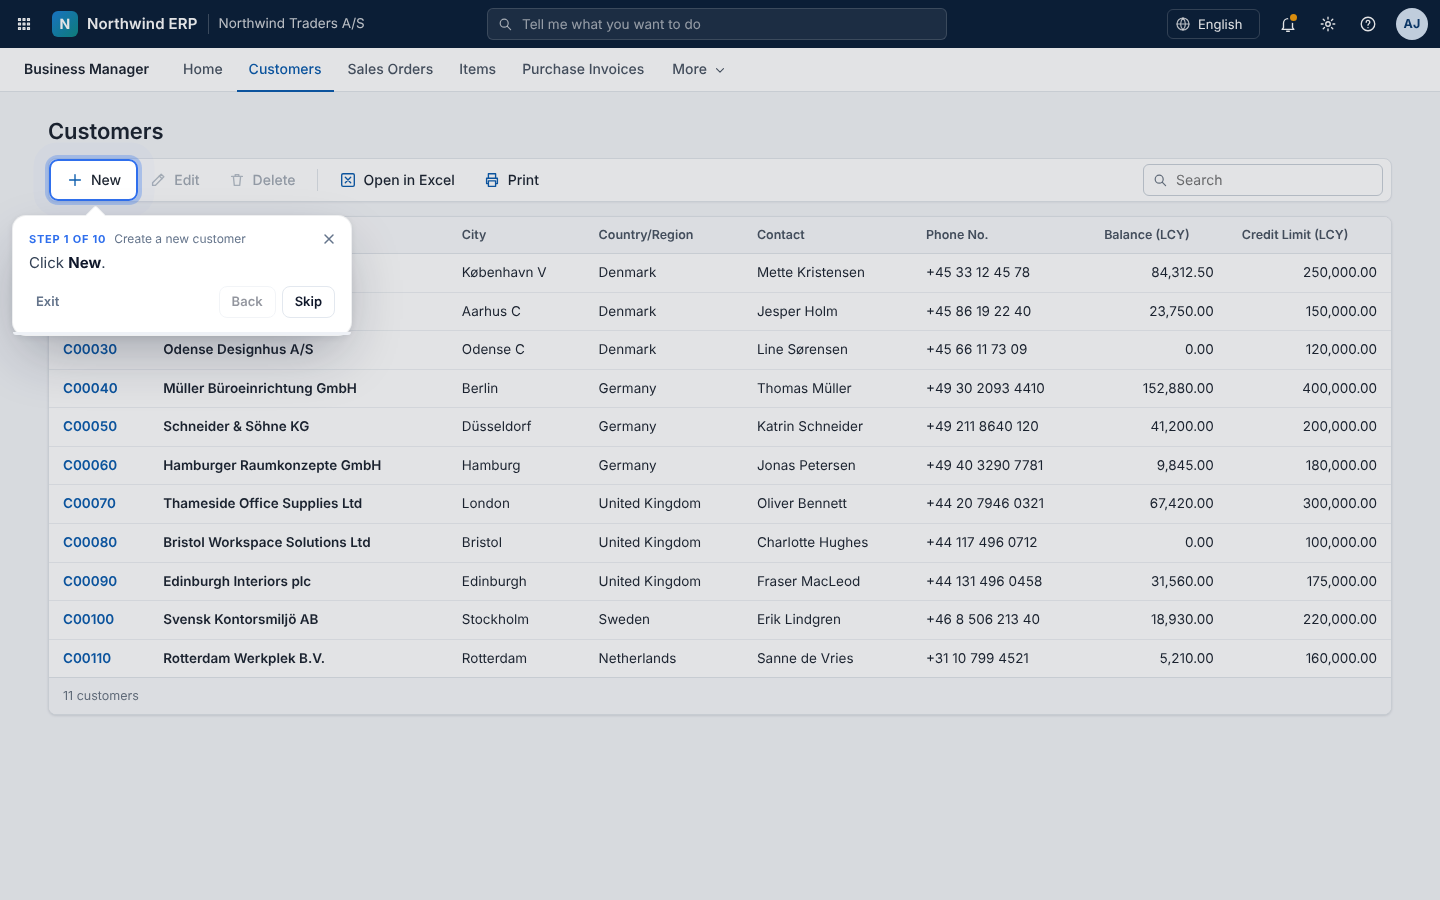 N Northwind ERP Northwind Traders A/S Tell me what you want to do English AJ
Business Manager Home Customers Sales Orders Items Purchase Invoices More
Customers
New Edit Delete Open in Excel Print Search
STEP 1 OF 10 Create a new customer
Click New.
Exit Back Skip
City Country/Region Contact Phone No. Balance (LCY) Credit Limit (LCY)
København V Denmark Mette Kristensen +45 33 12 45 78 84,312.50 250,000.00
Aarhus C Denmark Jesper Holm +45 86 19 22 40 23,750.00 150,000.00
C00030 Odense Designhus A/S Odense C Denmark Line Sørensen +45 66 11 73 09 0.00 120,000.00
C00040 Müller Büroeinrichtung GmbH Berlin Germany Thomas Müller +49 30 2093 4410 152,880.00 400,000.00
C00050 Schneider & Söhne KG Düsseldorf Germany Katrin Schneider +49 211 8640 120 41,200.00 200,000.00
C00060 Hamburger Raumkonzepte GmbH Hamburg Germany Jonas Petersen +49 40 3290 7781 9,845.00 180,000.00
C00070 Thameside Office Supplies Ltd London United Kingdom Oliver Bennett +44 20 7946 0321 67,420.00 300,000.00
C00080 Bristol Workspace Solutions Ltd Bristol United Kingdom Charlotte Hughes +44 117 496 0712 0.00 100,000.00
C00090 Edinburgh Interiors plc Edinburgh United Kingdom Fraser MacLeod +44 131 496 0458 31,560.00 175,000.00
C00100 Svensk Kontorsmiljö AB Stockholm Sweden Erik Lindgren +46 8 506 213 40 18,930.00 220,000.00
C00110 Rotterdam Werkplek B.V. Rotterdam Netherlands Sanne de Vries +31 10 799 4521 5,210.00 160,000.00
11 customers